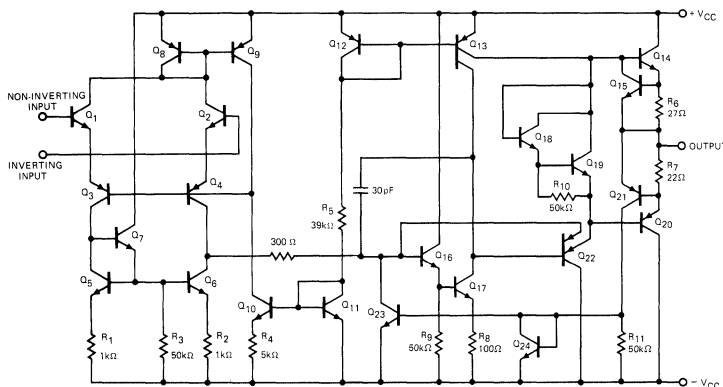 + VCC
Q8
Q9
Q12
Q13
Q14
Q15
NON-INVERTING
INPUT
Q1
Q2
R6
27Ω
Q18
INVERTING
INPUT
OUTPUT
Q19
R7
22Ω
Q3
Q4
30pF
R10
50kΩ
Q21
Q20
R5
39kΩ
Q7
300 Ω
Q16
Q22
Q5
Q6
Q10
Q11
Q23
Q17
R1
1kΩ
R3
50kΩ
R2
1kΩ
R4
5kΩ
R9
50kΩ
R8
100Ω
Q24
R11
50kΩ
− VCC